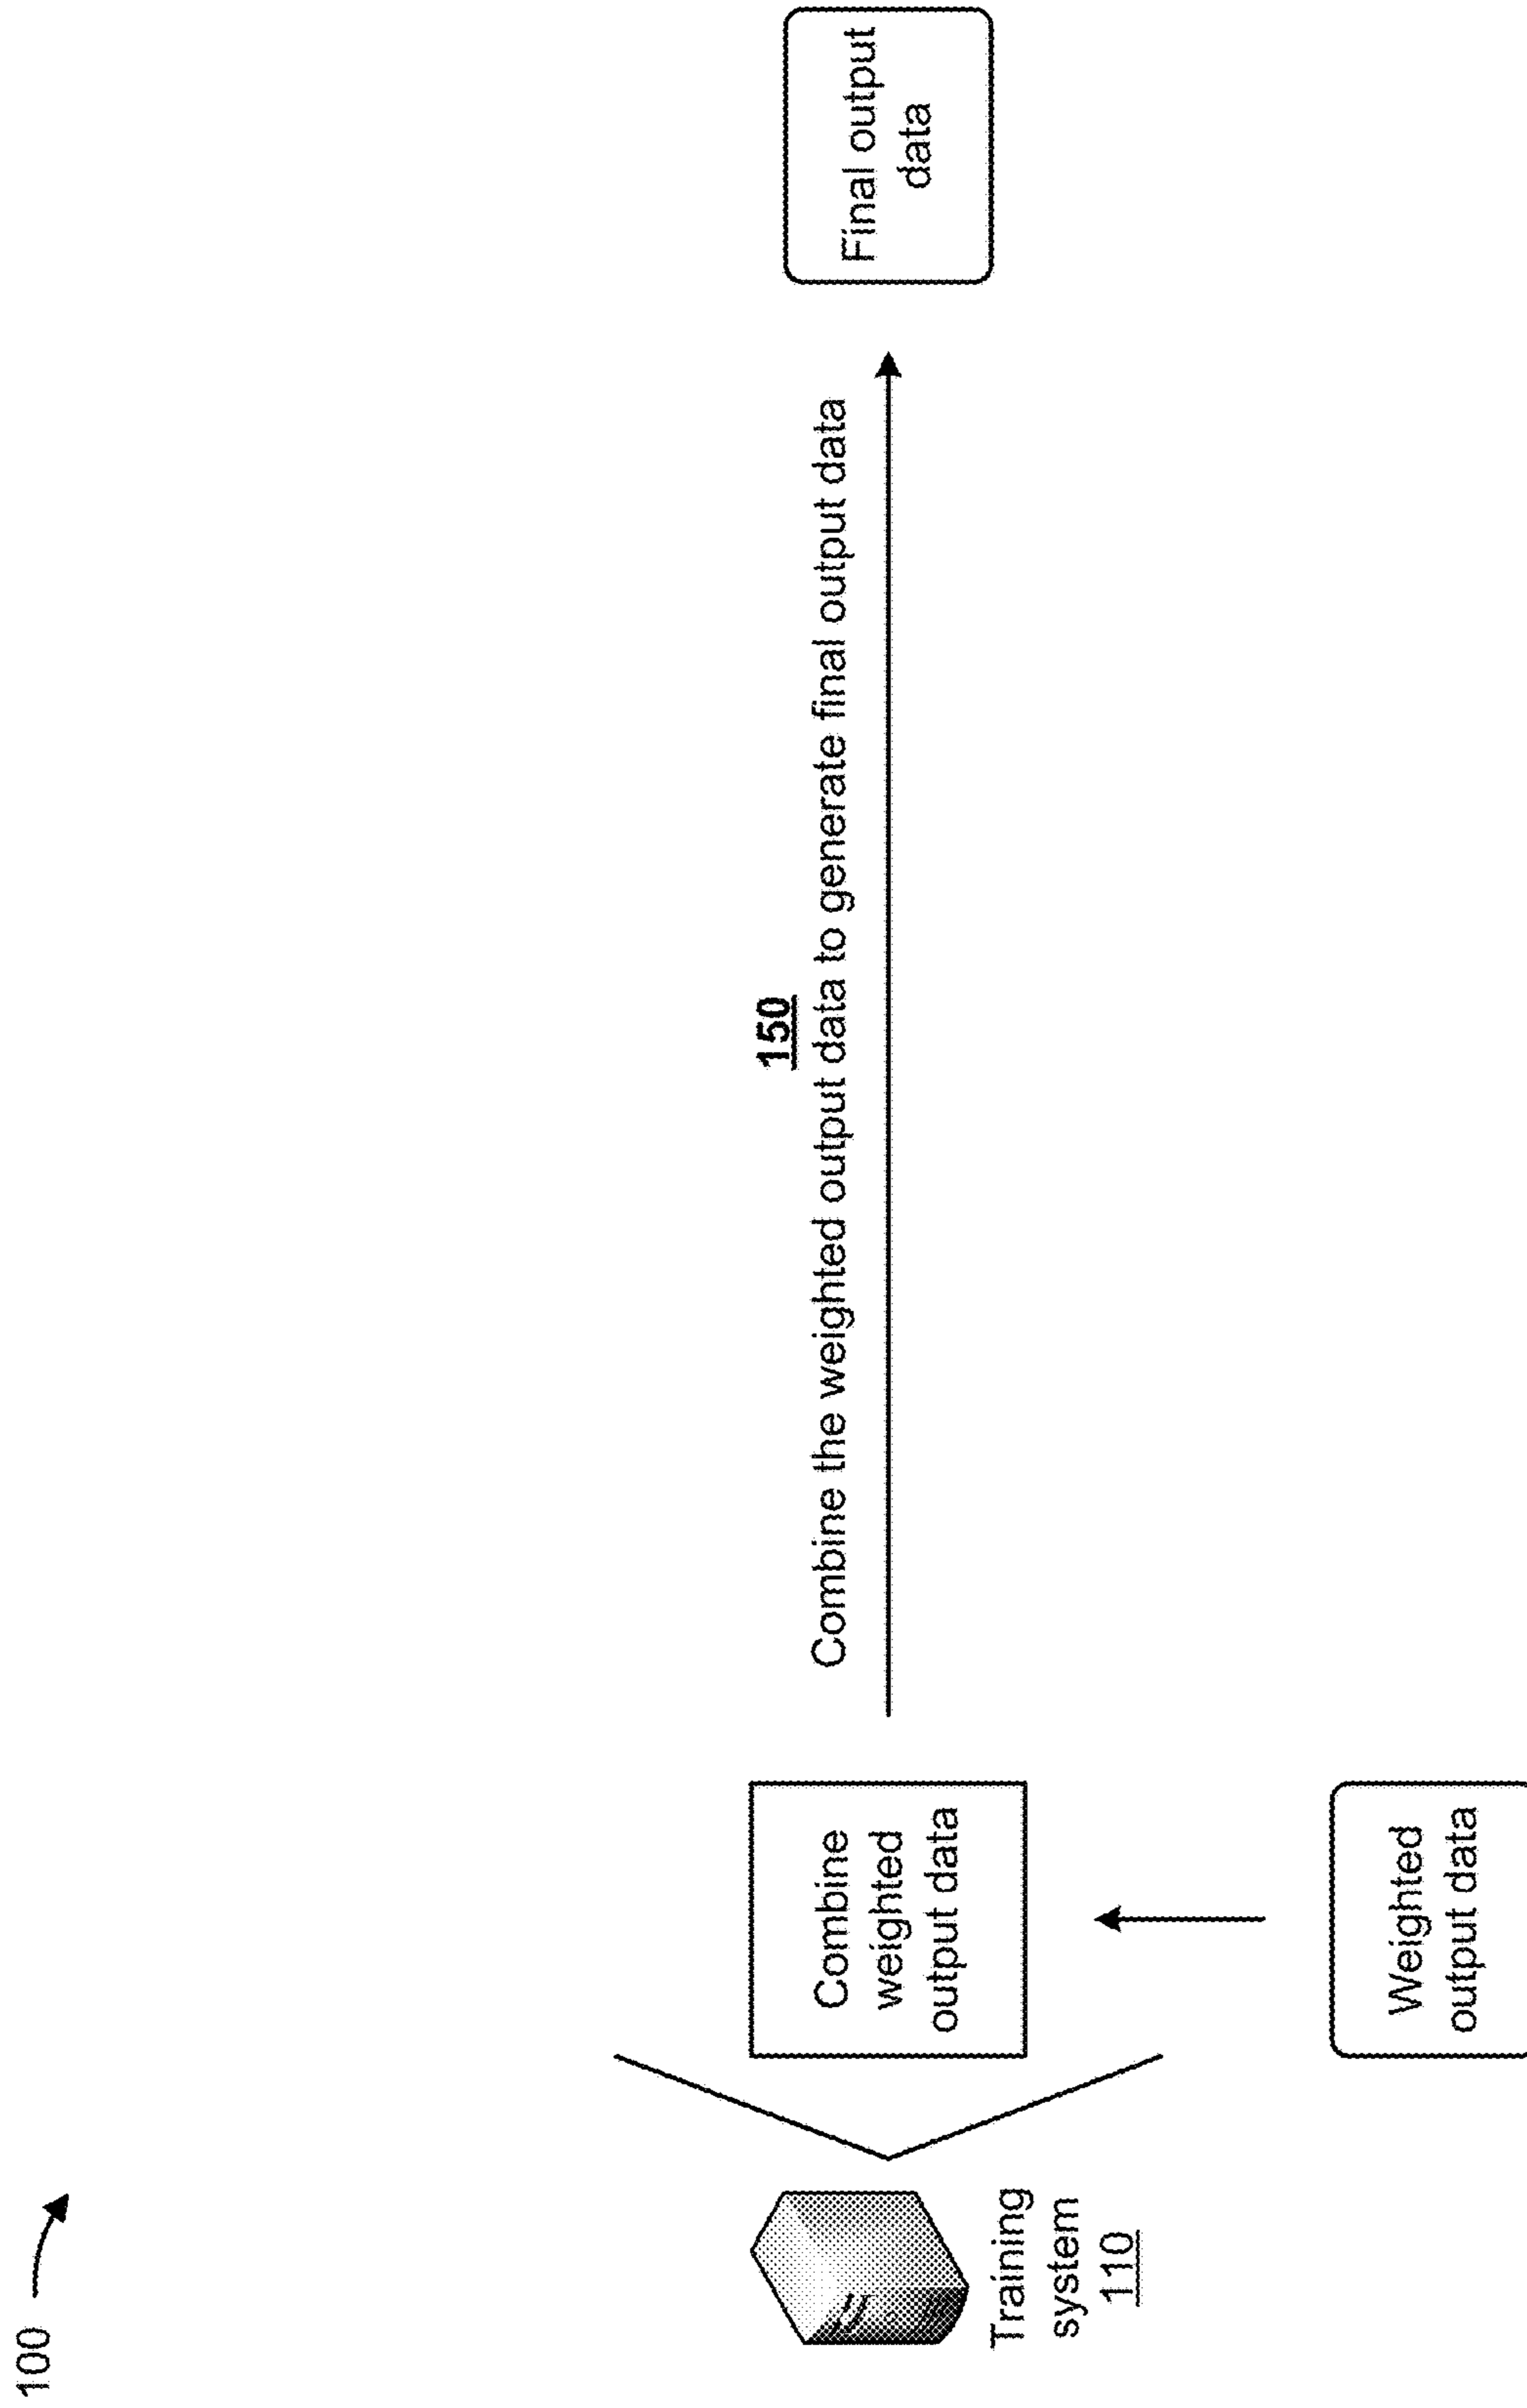 100
150
Combine the weighted output data to generate final output data
Final output
data
Combine
weighted
output data
Training
system
110
Weighted
output data